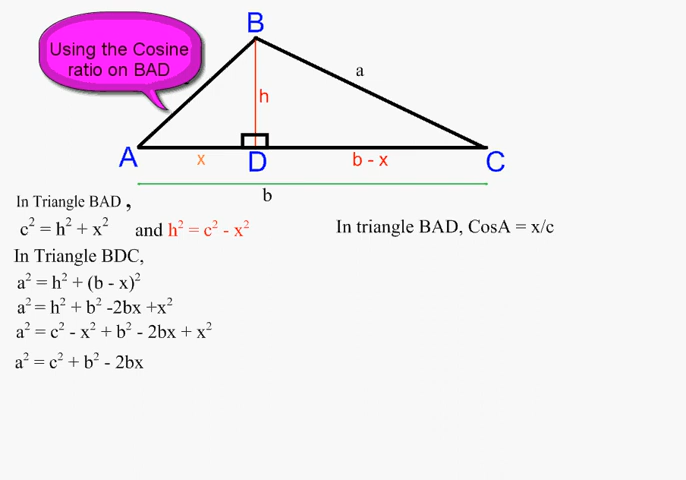 Using the Cosine
ratio on BAD
B
a
h
A
x
D
b - x
C
b
In Triangle BAD ,
c² = h² + x² and h² = c² - x²
In triangle BAD, CosA = x/c
In Triangle BDC,
a² = h² + (b - x)²
a² = h² + b² -2bx +x²
a² = c² - x² + b² - 2bx + x²
a² = c² + b² - 2bx